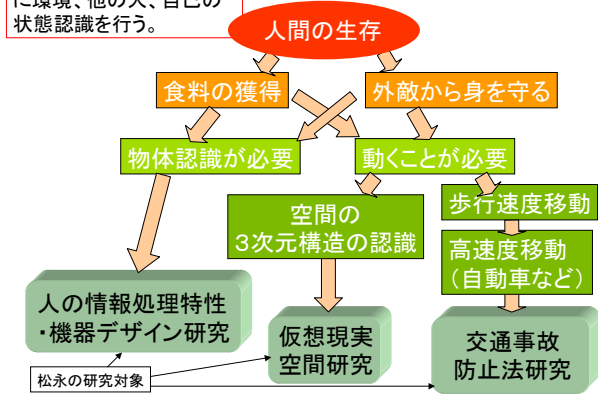 に環境、他の人、自己の
状態認識を行う。
人間の生存
食料の獲得
外敵から身を守る
物体認識が必要
動くことが必要
空間の
3次元構造の認識
歩行速度移動
高速度移動
（自動車など）
人の情報処理特性
・機器デザイン研究
仮想現実
空間研究
交通事故
防止法研究
松永の研究対象